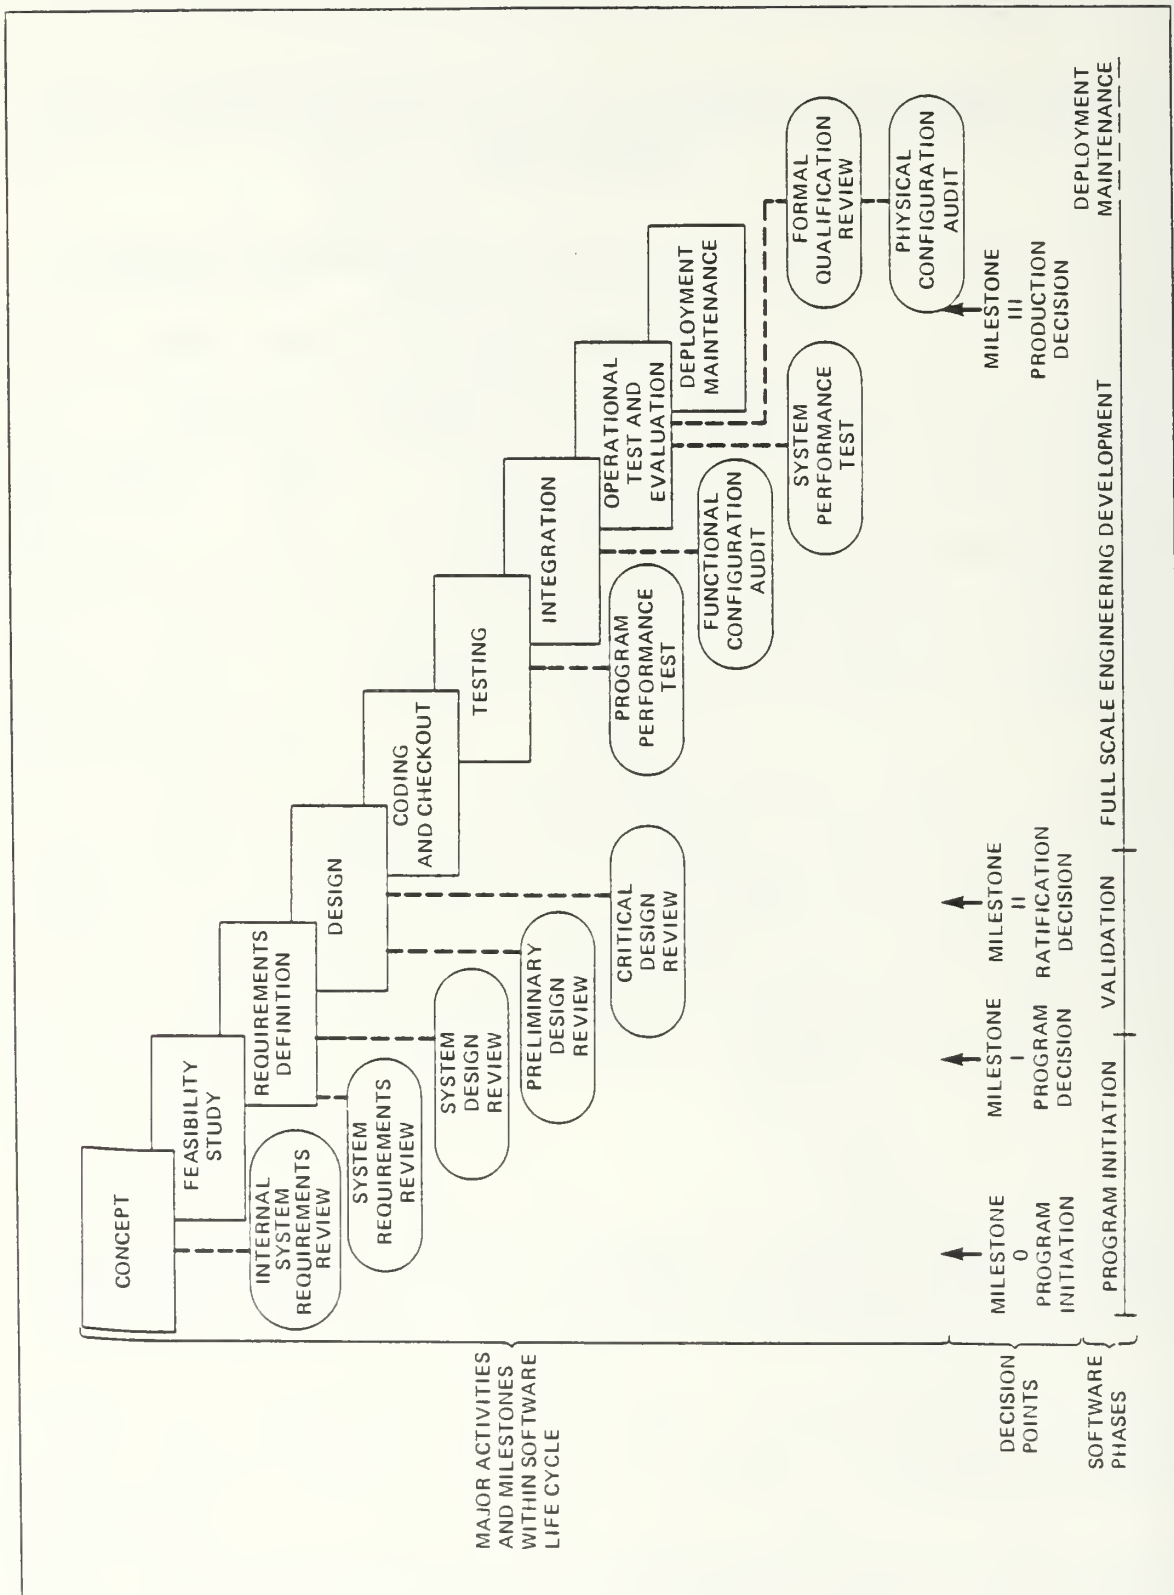 MAJOR ACTIVITIES
AND MILESTONES
WITHIN SOFTWARE
LIFE CYCLE
CONCEPT
FEASIBILITY
STUDY
REQUIREMENTS
DEFINITION
DESIGN
CODING
AND CHECKOUT
TESTING
INTEGRATION
OPERATIONAL
TEST AND
EVALUATION
DEPLOYMENT
MAINTENANCE
INTERNAL
SYSTEM
REQUIREMENTS
REVIEW
SYSTEM
REQUIREMENTS
REVIEW
SYSTEM
DESIGN
REVIEW
PRELIMINARY
DESIGN
REVIEW
CRITICAL
DESIGN
REVIEW
PROGRAM
PERFORMANCE
TEST
FUNCTIONAL
CONFIGURATION
AUDIT
SYSTEM
PERFORMANCE
TEST
FORMAL
QUALIFICATION
REVIEW
PHYSICAL
CONFIGURATION
AUDIT
DECISION
POINTS
MILESTONE
0
PROGRAM
INITIATION
MILESTONE
I
PROGRAM
DECISION
MILESTONE
II
RATIFICATION
DECISION
MILESTONE
III
PRODUCTION
DECISION
SOFTWARE
PHASES
PROGRAM INITIATION
VALIDATION
FULL SCALE ENGINEERING DEVELOPMENT
DEPLOYMENT
MAINTENANCE